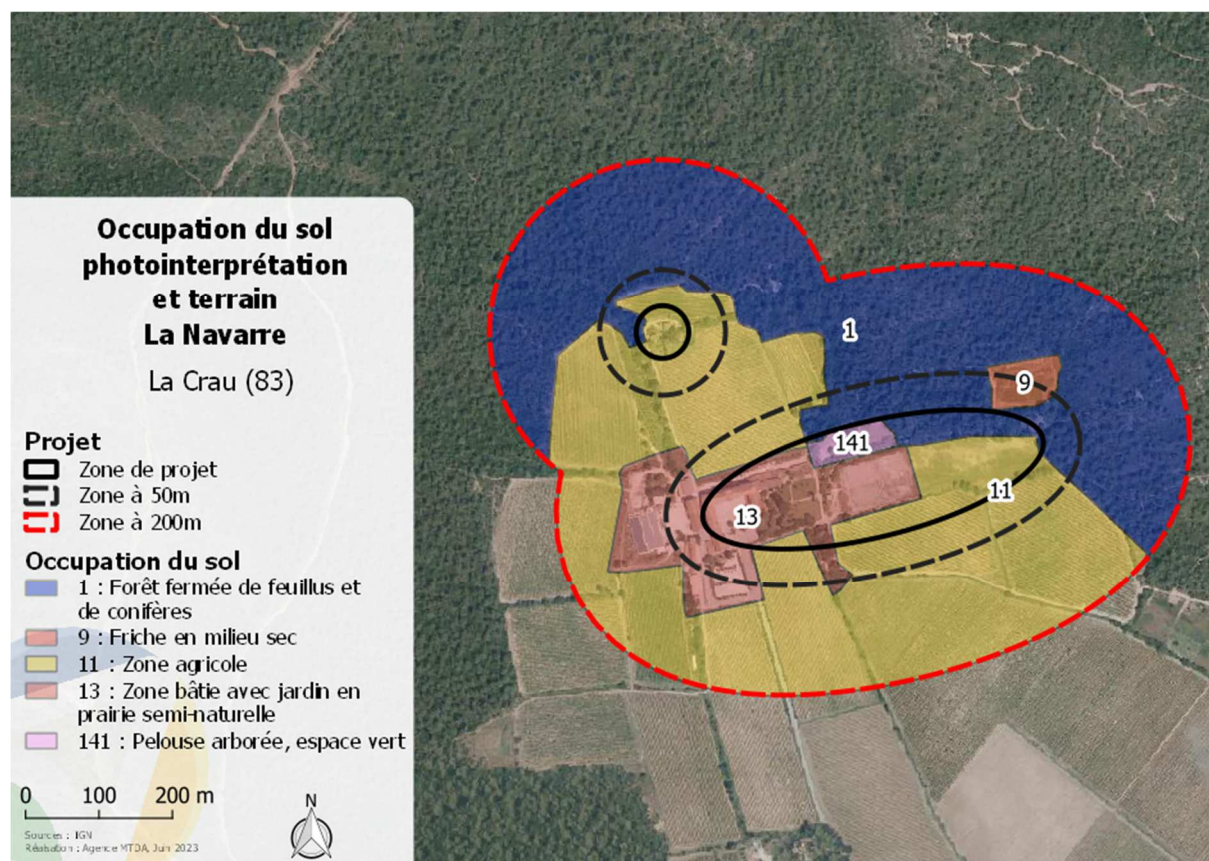 Occupation du sol
photointerprétation
et terrain
La Navarre
La Crau (83)
Projet
Zone de projet
Zone à 50m
Zone à 200m
Occupation du sol
1 : Forêt fermée de feuillus et
de conifères
9 : Friche en milieu sec
11 : Zone agricole
13 : Zone bâtie avec jardin en
prairie semi-naturelle
141 : Pelouse arborée, espace vert
0 100 200 m
N
Sources : IGN
Réalisation : Agence MTDA, Juin 2023
1
9
141
11
13